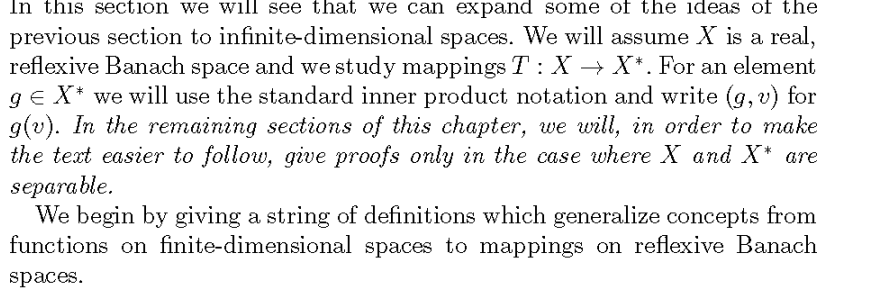 In this section we will see that we can expand some of the ideas of the
previous section to infinite-dimensional spaces. We will assume X is a real,
reflexive Banach space and we study mappings T : X → X*. For an element
g ∈ X* we will use the standard inner product notation and write (g, v) for
g(v). In the remaining sections of this chapter, we will, in order to make
the text easier to follow, give proofs only in the case where X and X* are
separable.
We begin by giving a string of definitions which generalize concepts from
functions on finite-dimensional spaces to mappings on reflexive Banach
spaces.